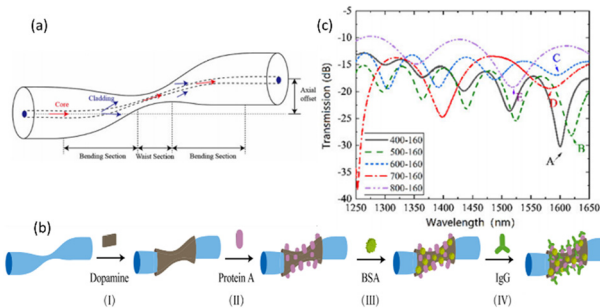 (a)
Core
Cladding
Axial
offset
Bending Section
Waist Section
Bending Section
(c)
Transmission (dB)
-5
-10
-15
-20
-25
-30
-35
-40
400-160
500-160
600-160
700-160
800-160
A
B
C
D
E
1250 1300 1350 1400 1450 1500 1550 1600 1650
Wavelength (nm)
(b)
Dopamine
Protein A
BSA
IgG
(I)
(II)
(III)
(IV)